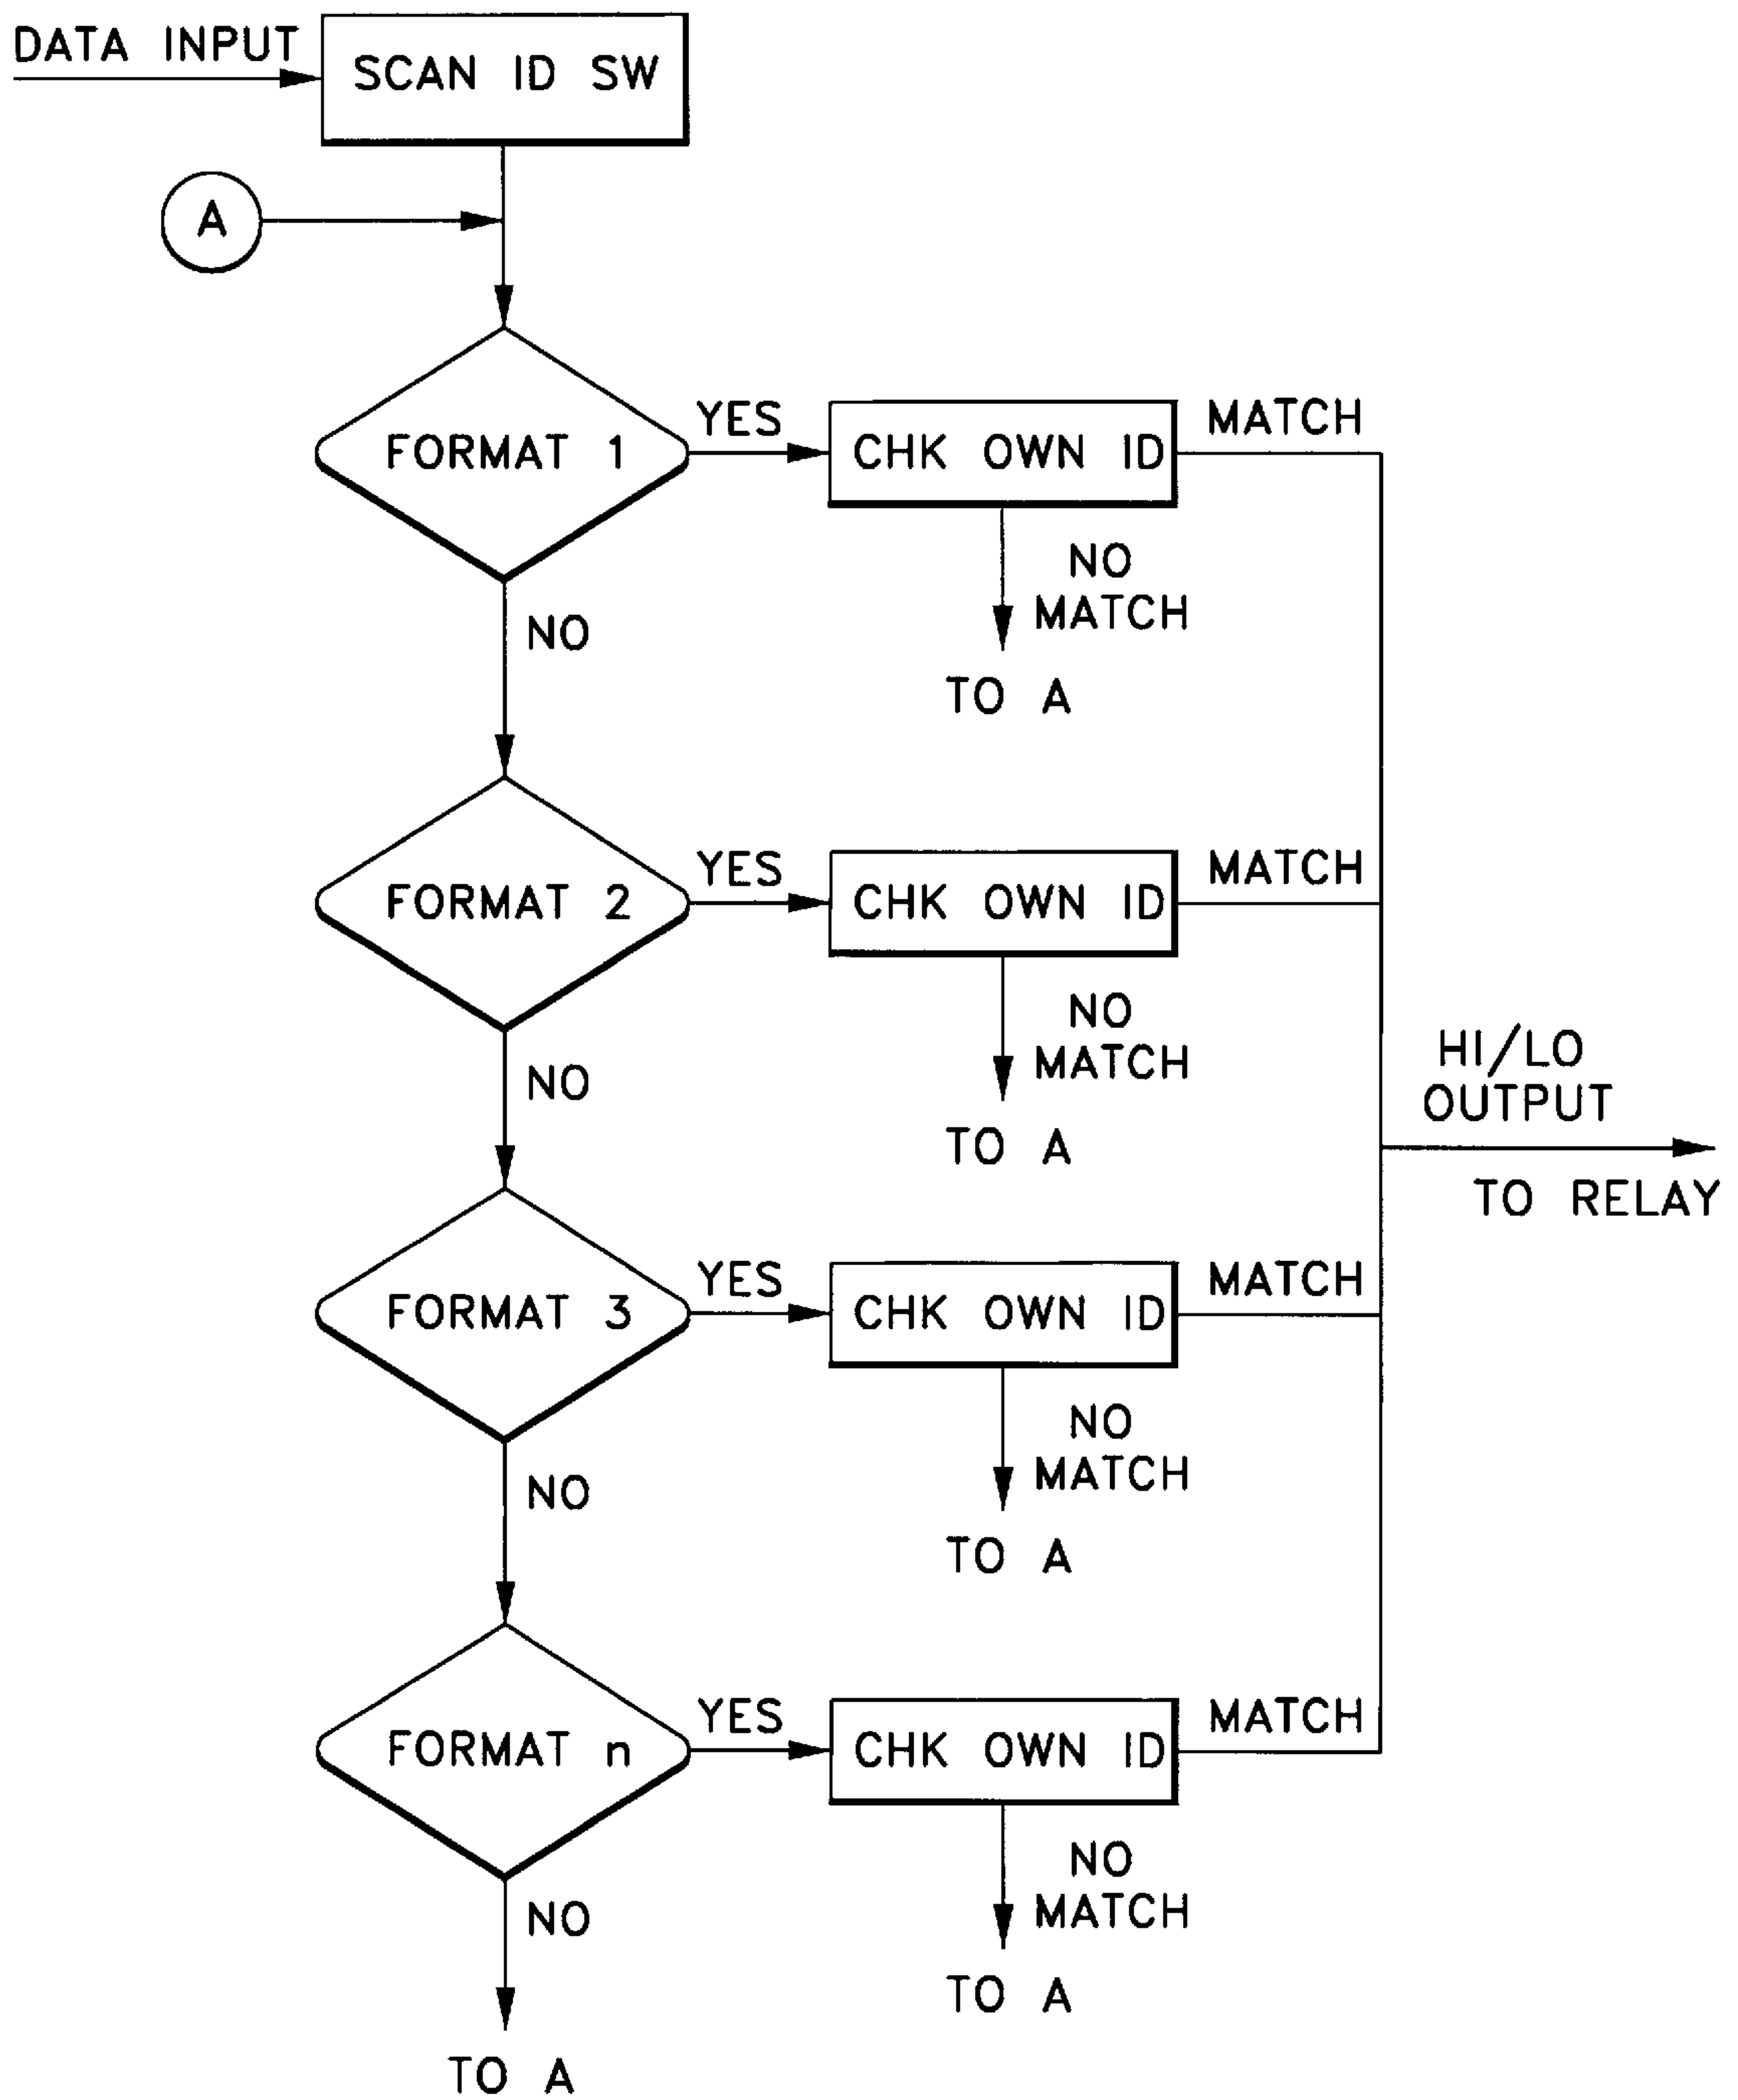 DATA INPUT
SCAN ID SW
A
FORMAT 1
YES
CHK OWN ID
MATCH
NO
MATCH
TO A
NO
FORMAT 2
YES
CHK OWN ID
MATCH
NO
MATCH
TO A
NO
HI/LO
OUTPUT
TO RELAY
FORMAT 3
YES
CHK OWN ID
MATCH
NO
MATCH
TO A
NO
FORMAT n
YES
CHK OWN ID
MATCH
NO
MATCH
TO A
NO
TO A